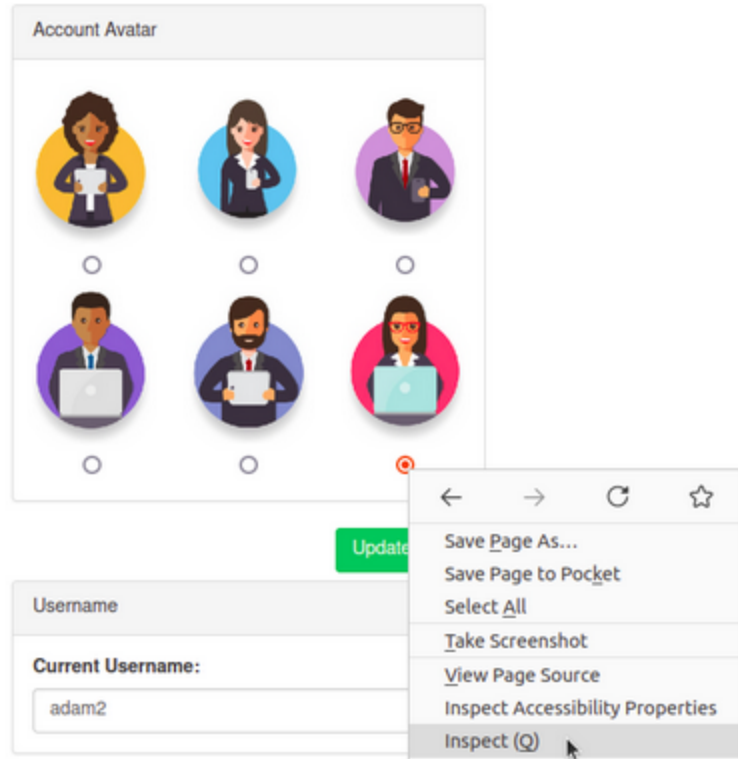 Account Avatar
Update
Username
Current Username:
adam2
Save Page As...
Save Page to Pocket
Select All
Take Screenshot
View Page Source
Inspect Accessibility Properties
Inspect (Q)